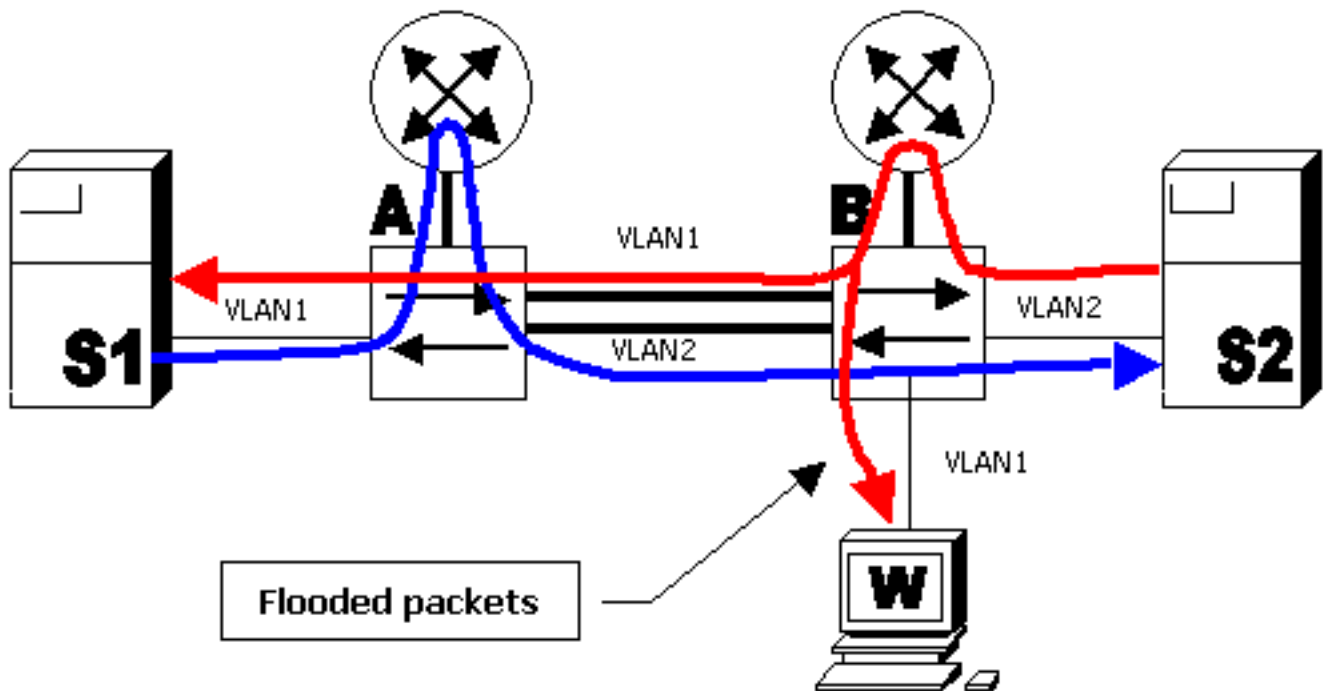 A
B
VLAN1
VLAN1
VLAN2
S1
VLAN2
S2
VLAN1
Flooded packets
W